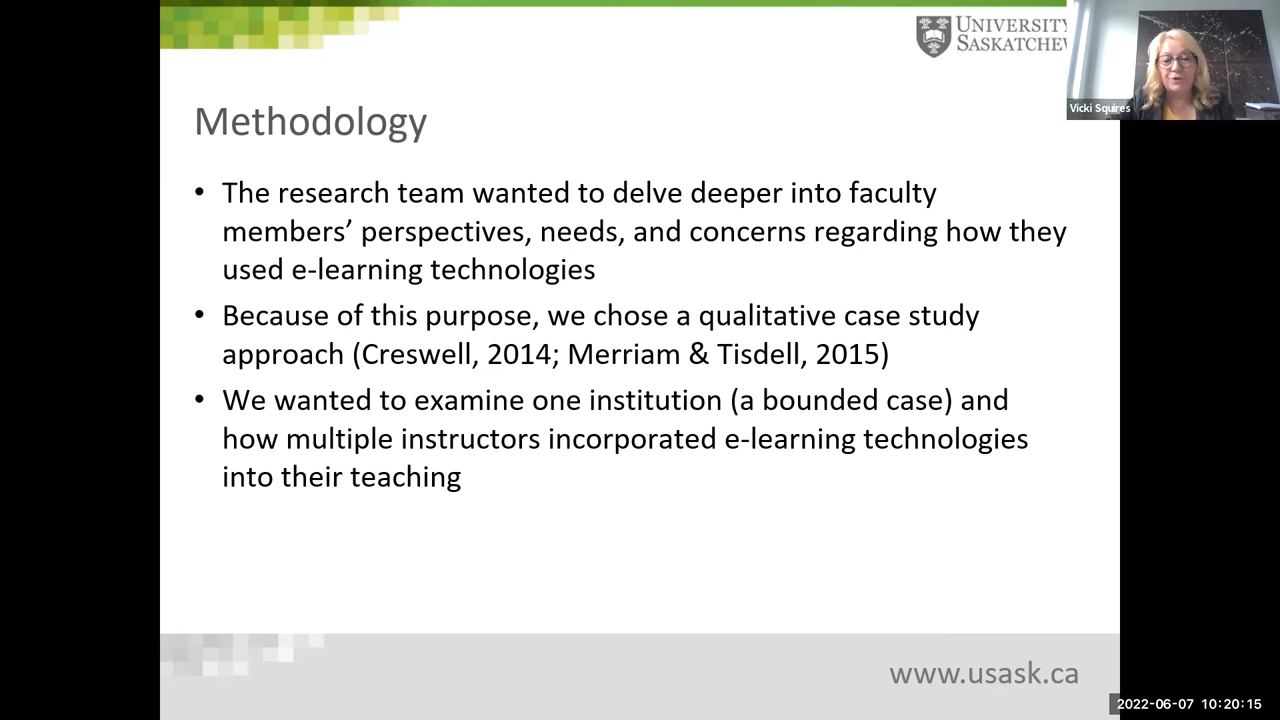 UNIVERSITY
SASKATCHEW
Vicki Squires
Methodology
• The research team wanted to delve deeper into faculty
members’ perspectives, needs, and concerns regarding how they
used e-learning technologies
• Because of this purpose, we chose a qualitative case study
approach (Creswell, 2014; Merriam & Tisdell, 2015)
• We wanted to examine one institution (a bounded case) and
how multiple instructors incorporated e-learning technologies
into their teaching
www.usask.ca
2022-06-07 10:20:15